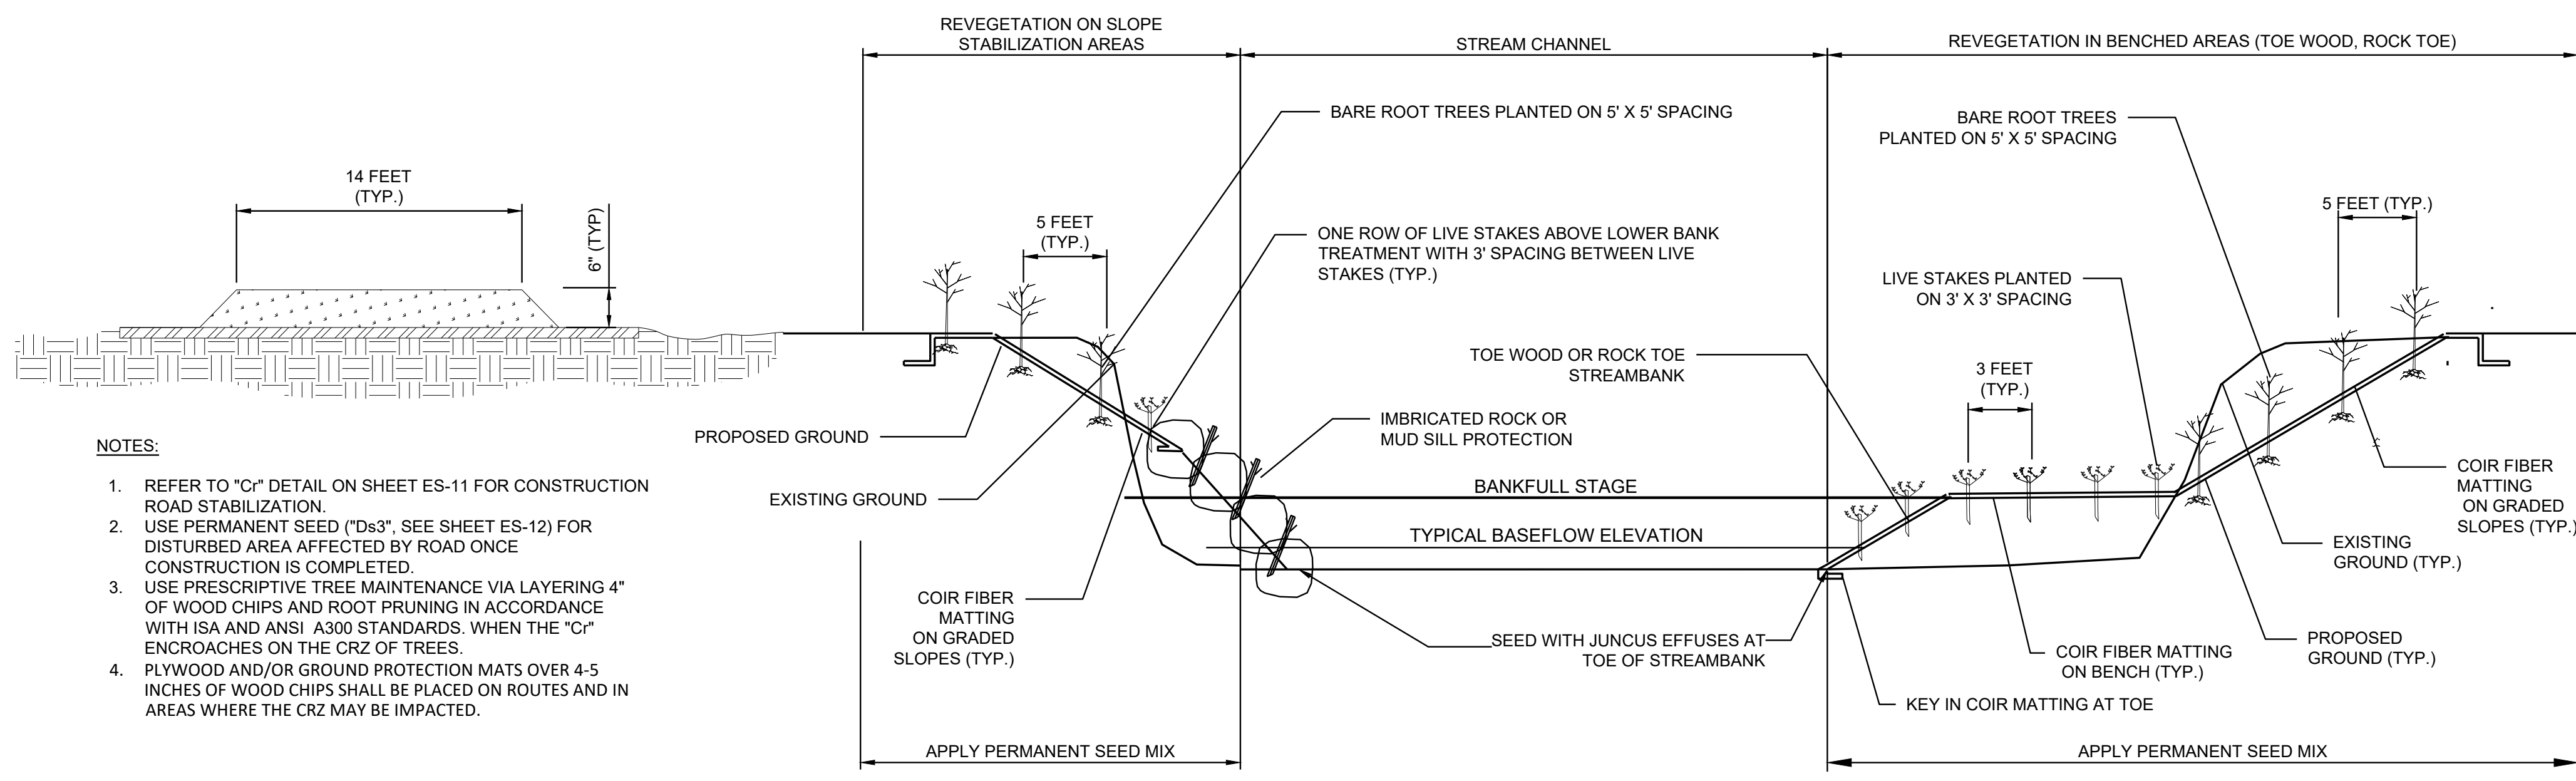 REVEGETATION ON SLOPE
STABILIZATION AREAS
STREAM CHANNEL
REVEGETATION IN BENCHED AREAS (TOE WOOD, ROCK TOE)
14 FEET
(TYP.)
6" (TYP)
5 FEET
(TYP.)
BARE ROOT TREES PLANTED ON 5' X 5' SPACING
ONE ROW OF LIVE STAKES ABOVE LOWER BANK
TREATMENT WITH 3' SPACING BETWEEN LIVE
STAKES (TYP.)
BARE ROOT TREES
PLANTED ON 5' X 5' SPACING
5 FEET (TYP.)
LIVE STAKES PLANTED
ON 3' X 3' SPACING
TOE WOOD OR ROCK TOE
STREAMBANK
3 FEET
(TYP.)
IMBRICATED ROCK OR
MUD SILL PROTECTION
PROPOSED GROUND
EXISTING GROUND
BANKFULL STAGE
TYPICAL BASEFLOW ELEVATION
COIR FIBER
MATTING
ON GRADED
SLOPES (TYP.)
EXISTING
GROUND (TYP.)
COIR FIBER
MATTING
ON GRADED
SLOPES (TYP.)
SEED WITH JUNCUS EFFUSES AT
TOE OF STREAMBANK
COIR FIBER MATTING
ON BENCH (TYP.)
PROPOSED
GROUND (TYP.)
KEY IN COIR MATTING AT TOE
APPLY PERMANENT SEED MIX
APPLY PERMANENT SEED MIX
NOTES:
1. REFER TO "Cr" DETAIL ON SHEET ES-11 FOR CONSTRUCTION
ROAD STABILIZATION.
2. USE PERMANENT SEED ("Ds3", SEE SHEET ES-12) FOR
DISTURBED AREA AFFECTED BY ROAD ONCE
CONSTRUCTION IS COMPLETED.
3. USE PRESCRIPTIVE TREE MAINTENANCE VIA LAYERING 4"
OF WOOD CHIPS AND ROOT PRUNING IN ACCORDANCE
WITH ISA AND ANSI A300 STANDARDS. WHEN THE "Cr"
ENCROACHES ON THE CRZ OF TREES.
4. PLYWOOD AND/OR GROUND PROTECTION MATS OVER 4-5
INCHES OF WOOD CHIPS SHALL BE PLACED ON ROUTES AND IN
AREAS WHERE THE CRZ MAY BE IMPACTED.